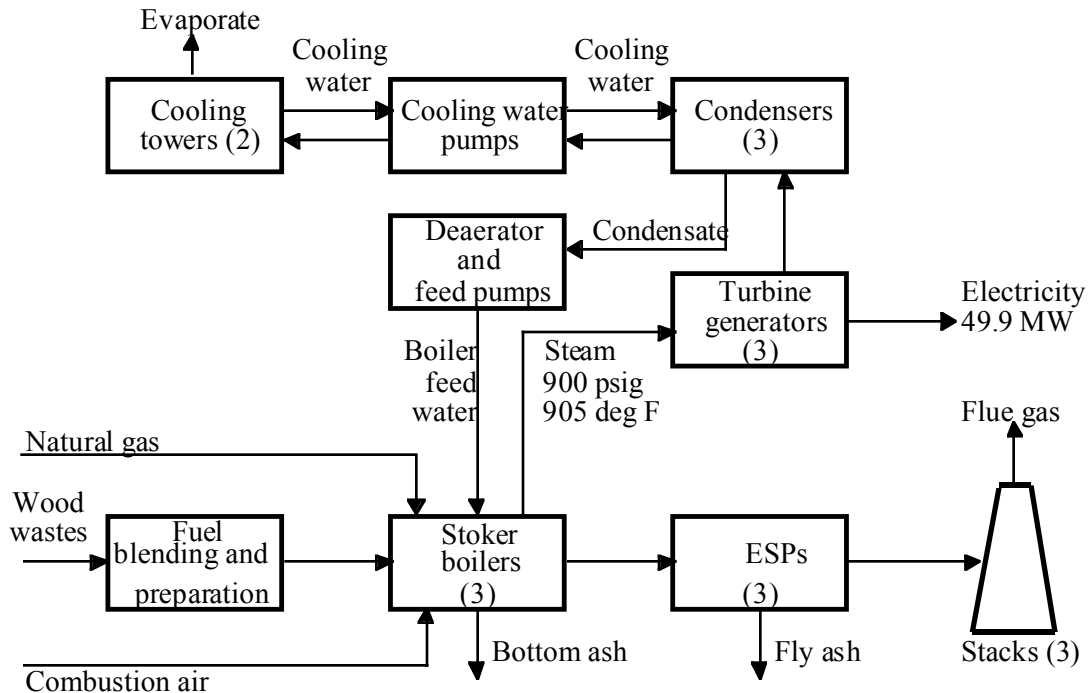 Evaporate
Cooling
water
Cooling
water
Cooling
towers (2)
Cooling water
pumps
Condensers
(3)
Deaerator
and
feed pumps
Condensate
Turbine
generators
(3)
Electricity
49.9 MW
Boiler
feed
water
Steam
900 psig
905 deg F
Flue gas
Natural gas
Wood
wastes
Fuel
blending and
preparation
Stoker
boilers
(3)
ESPs
(3)
Bottom ash
Fly ash
Stacks (3)
Combustion air